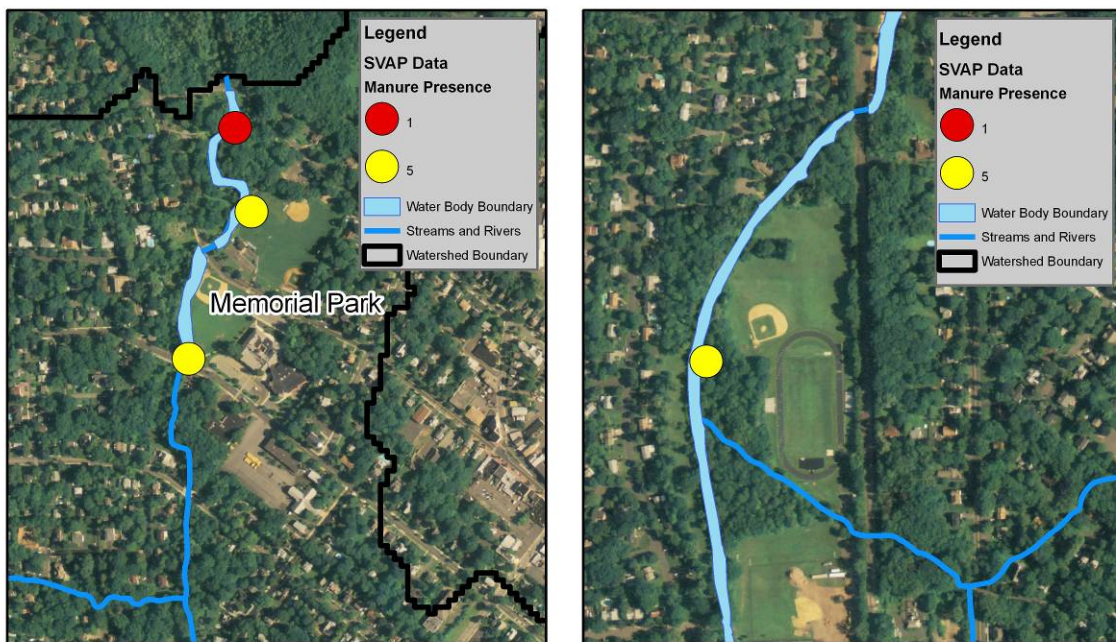 Legend
SVAP Data
Manure Presence
1
5
Water Body Boundary
Streams and Rivers
Watershed Boundary
Memorial Park
Legend
SVAP Data
Manure Presence
1
5
Water Body Boundary
Streams and Rivers
Watershed Boundary